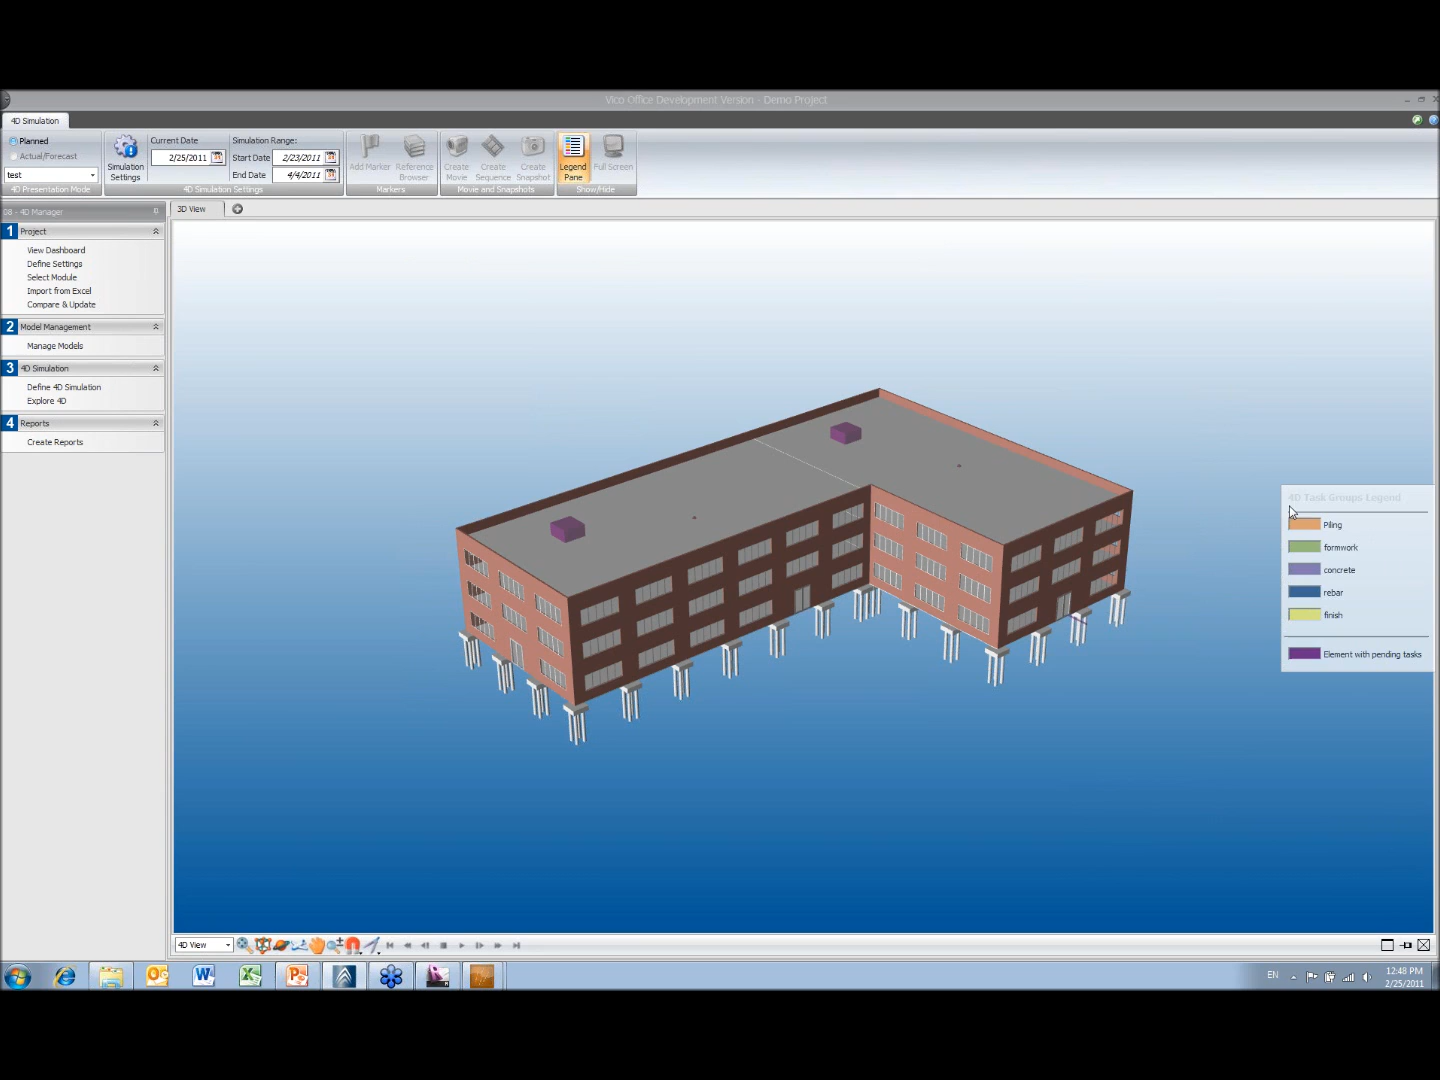 Vico Office Development Version - Demo Project
4D Simulation
Planned
Actual/Forecast
test
4D Presentation Mode
Simulation
Settings
Current Date
2/25/2011
Simulation Range:
Start Date 2/23/2011
End Date 4/4/2011
4D Simulation Settings
Add Marker
Reference
Browser
Markers
Create
Movie
Create
Sequence
Create
Snapshot
Movie and Snapshots
Legend
Pane
Full Screen
Show/Hide
08 - 4D Manager
3D View
1 Project
View Dashboard
Define Settings
Select Module
Import from Excel
Compare & Update
2 Model Management
Manage Models
3 4D Simulation
Define 4D Simulation
Explore 4D
4 Reports
Create Reports
4D Task Groups Legend
Piling
formwork
concrete
rebar
finish
Element with pending tasks
4D View
EN
12:48 PM
2/25/2011